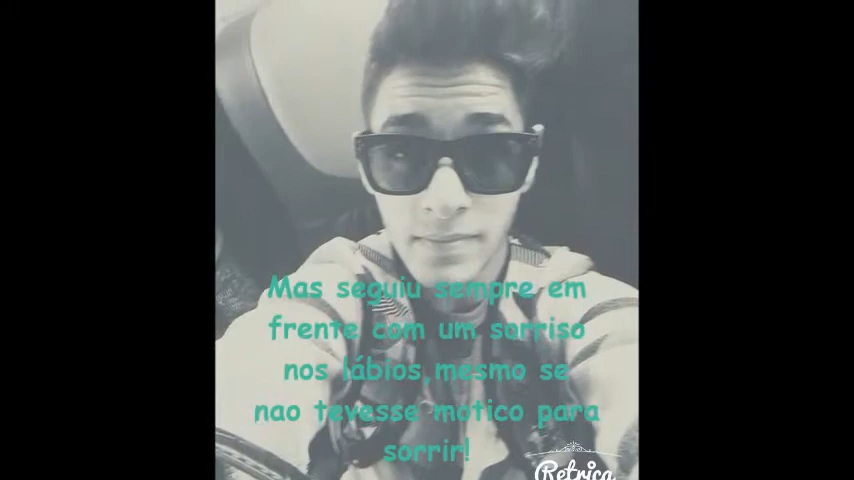 Mas seguiu sempre em
frente com um sorriso
nos lábios,mesmo se
nao tevesse motico para
sorrir!
Retrica